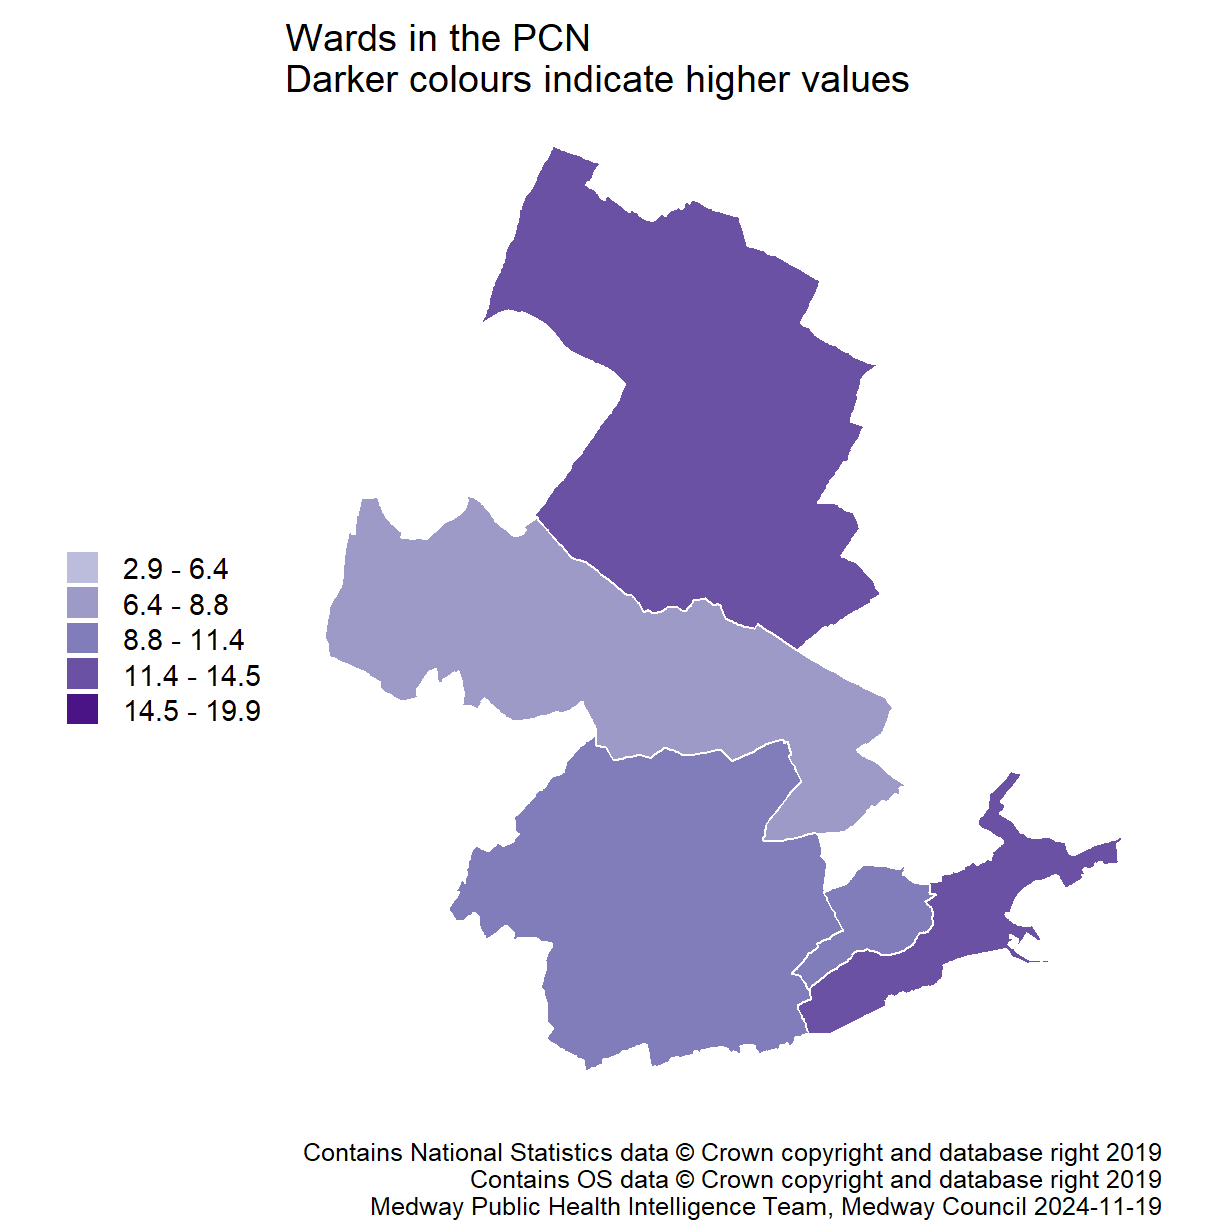 Wards in the PCN
Darker colours indicate higher values
2.9 - 6.4
6.4 - 8.8
8.8 - 11.4
11.4 - 14.5
14.5 - 19.9
Contains National Statistics data © Crown copyright and database right 2019
Contains OS data © Crown copyright and database right 2019
Medway Public Health Intelligence Team, Medway Council 2024-11-19